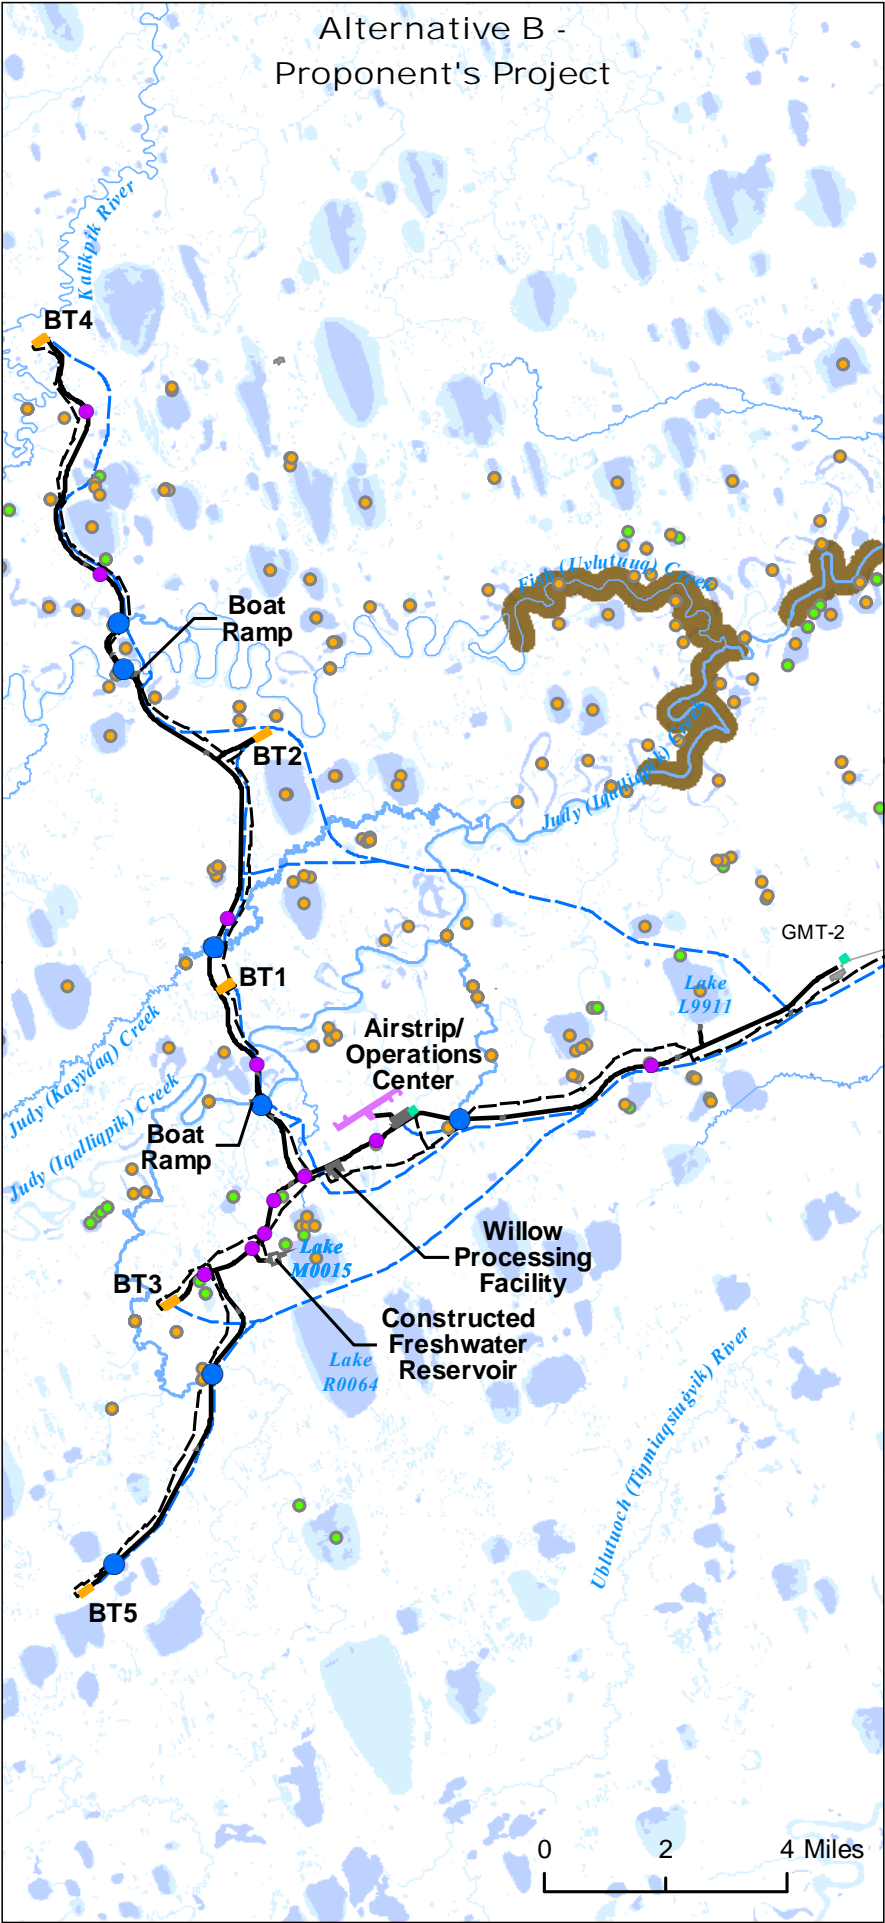 Alternative B -
Proponent's Project
Kalikpik River
BT4
Fish (Uvlutuuq) Creek
Boat
Ramp
BT2
Judy (Iqalliqpik) Creek
GMT-2
BT1
Lake
L9911
Airstrip/
Operations
Center
Judy (Kayyaaq) Creek
Judy (Iqalliqpik) Creek
Boat
Ramp
Willow
Processing
Facility
Lake
M0015
BT3
Constructed
Freshwater
Reservoir
Lake
R0064
Ublutuoch (Tiŋmiaqsiuġvik) River
BT5
0 2 4 Miles